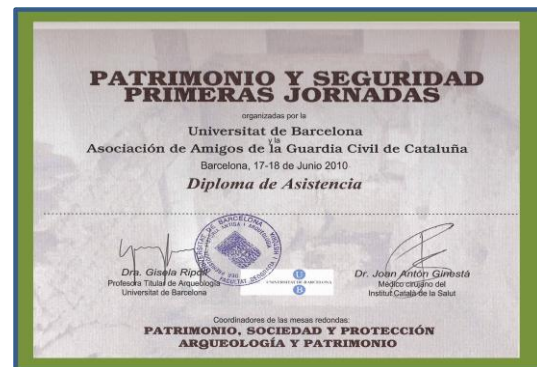 PATRIMONIO Y SEGURIDAD
PRIMERAS JORNADAS
organizadas por la
Universitat de Barcelona
y la
Asociación de Amigos de la Guardia Civil de Cataluña
Barcelona, 17-18 de Junio 2010
Diploma de Asistencia
Dra. Gisela Ripoll
Profesora Titular de Arqueología
Universitat de Barcelona
U
UNIVERSITAT DE BARCELONA
B
Dr. Joan Antón Ginestá
Médico cirujano del
Institut Català de la Salut
Coordinadores de las mesas redondas:
PATRIMONIO, SOCIEDAD Y PROTECCIÓN
ARQUEOLOGÍA Y PATRIMONIO